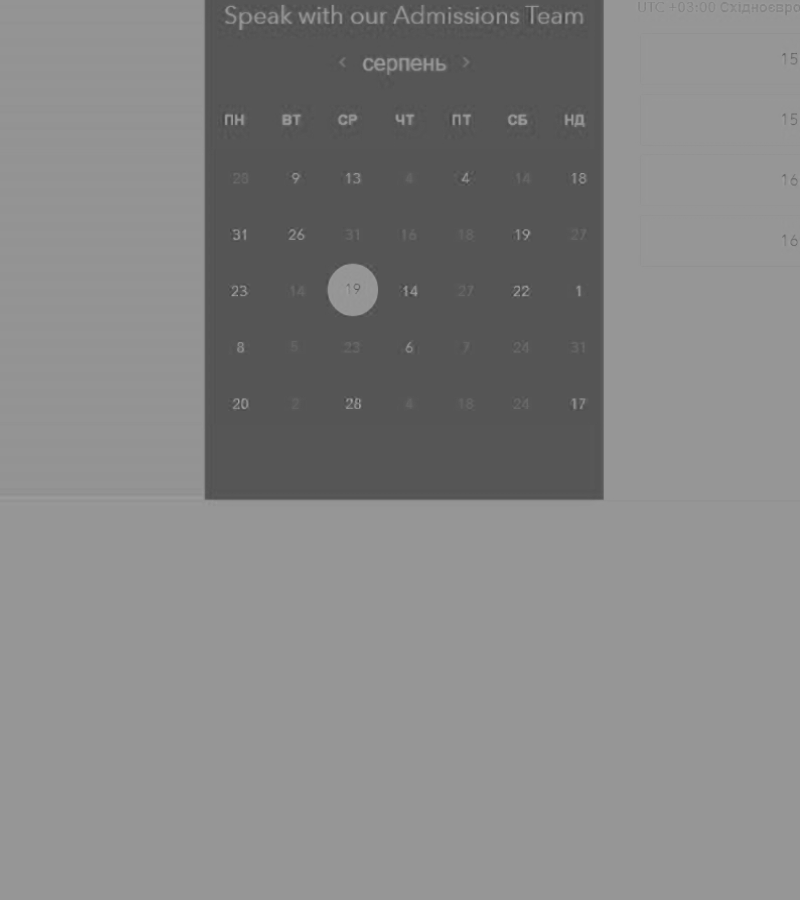 Speak with our Admissions Team
UTC +03:00 Східноєвро
‹ серпень ›
ПН ВТ СР ЧТ ПТ СБ НД
28 9 13 4 4 14 18
31 26 31 16 18 19 27
23 14 19 14 27 22 1
8 5 23 6 7 24 31
20 2 28 4 18 24 17
15
15
16
16